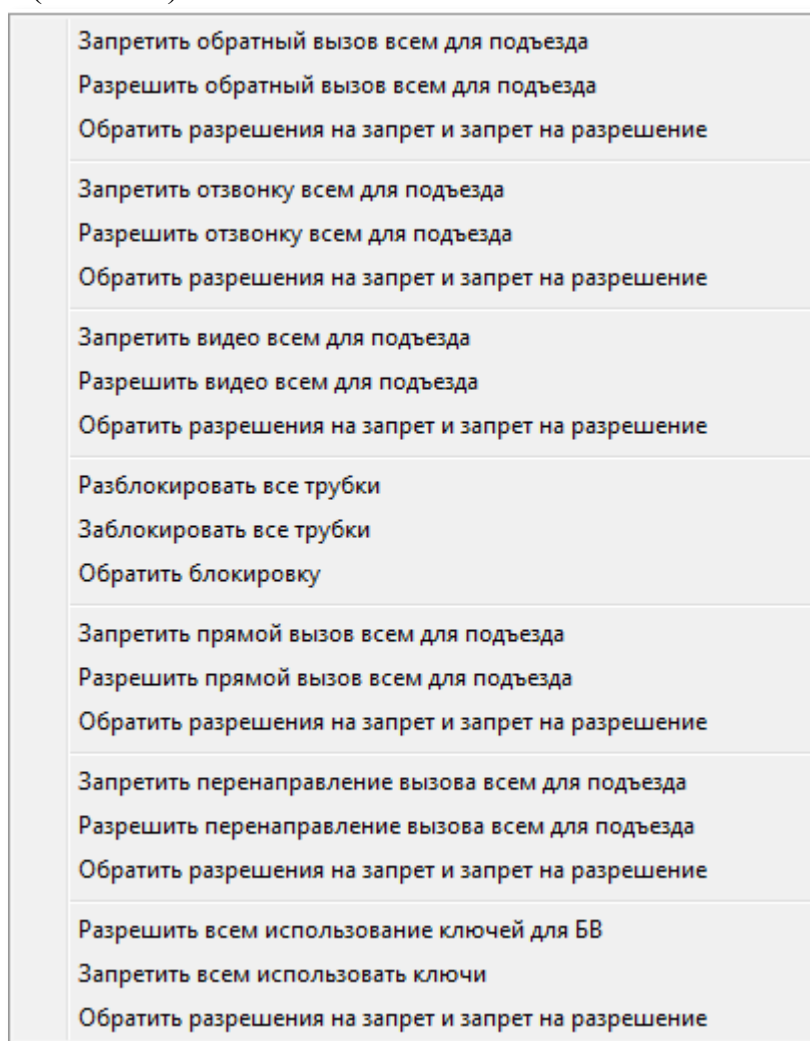 Запретить обратный вызов всем для подъезда
Разрешить обратный вызов всем для подъезда
Обратить разрешения на запрет и запрет на разрешение
Запретить отзвонку всем для подъезда
Разрешить отзвонку всем для подъезда
Обратить разрешения на запрет и запрет на разрешение
Запретить видео всем для подъезда
Разрешить видео всем для подъезда
Обратить разрешения на запрет и запрет на разрешение
Разблокировать все трубки
Заблокировать все трубки
Обратить блокировку
Запретить прямой вызов всем для подъезда
Разрешить прямой вызов всем для подъезда
Обратить разрешения на запрет и запрет на разрешение
Запретить перенаправление вызова всем для подъезда
Разрешить перенаправление вызова всем для подъезда
Обратить разрешения на запрет и запрет на разрешение
Разрешить всем использование ключей для БВ
Запретить всем использовать ключи
Обратить разрешения на запрет и запрет на разрешение